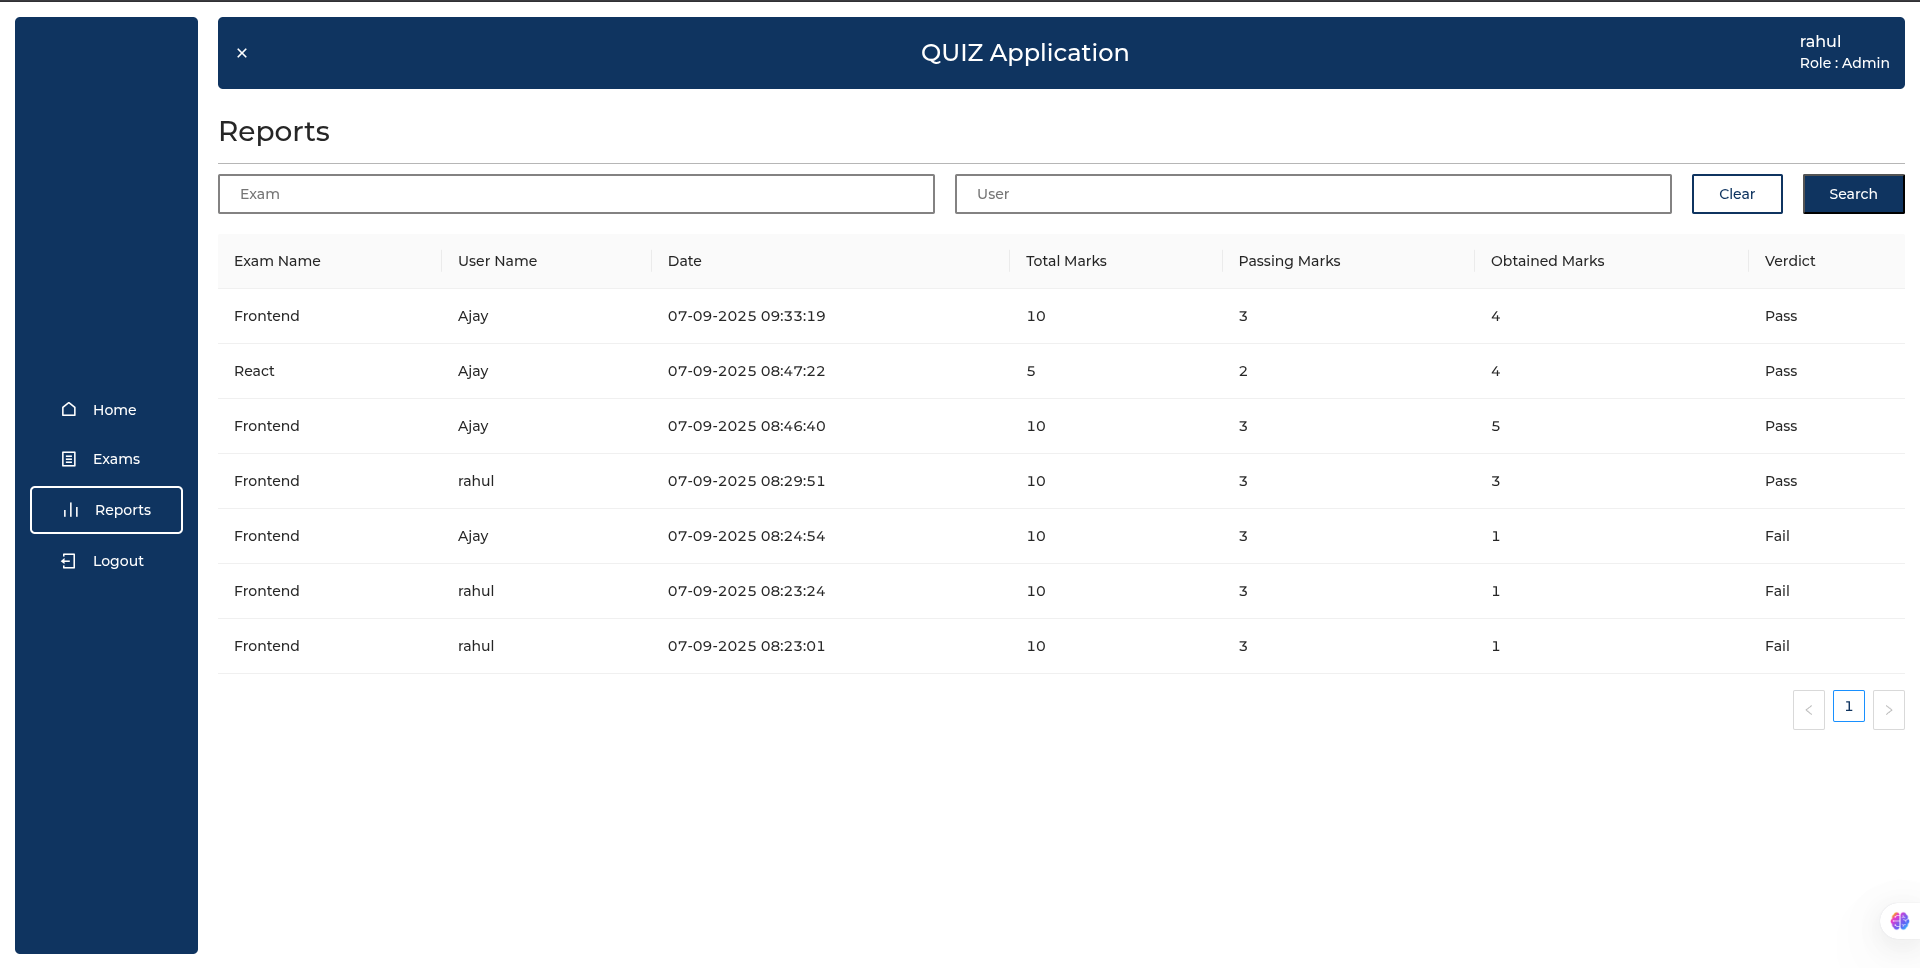 QUIZ Application
rahul
Role : Admin
Home
Exams
Reports
Logout
Reports
Exam User Clear Search
Exam Name User Name Date Total Marks Passing Marks Obtained Marks Verdict
Frontend Ajay 07-09-2025 09:33:19 10 3 4 Pass
React Ajay 07-09-2025 08:47:22 5 2 4 Pass
Frontend Ajay 07-09-2025 08:46:40 10 3 5 Pass
Frontend rahul 07-09-2025 08:29:51 10 3 3 Pass
Frontend Ajay 07-09-2025 08:24:54 10 3 1 Fail
Frontend rahul 07-09-2025 08:23:24 10 3 1 Fail
Frontend rahul 07-09-2025 08:23:01 10 3 1 Fail
1